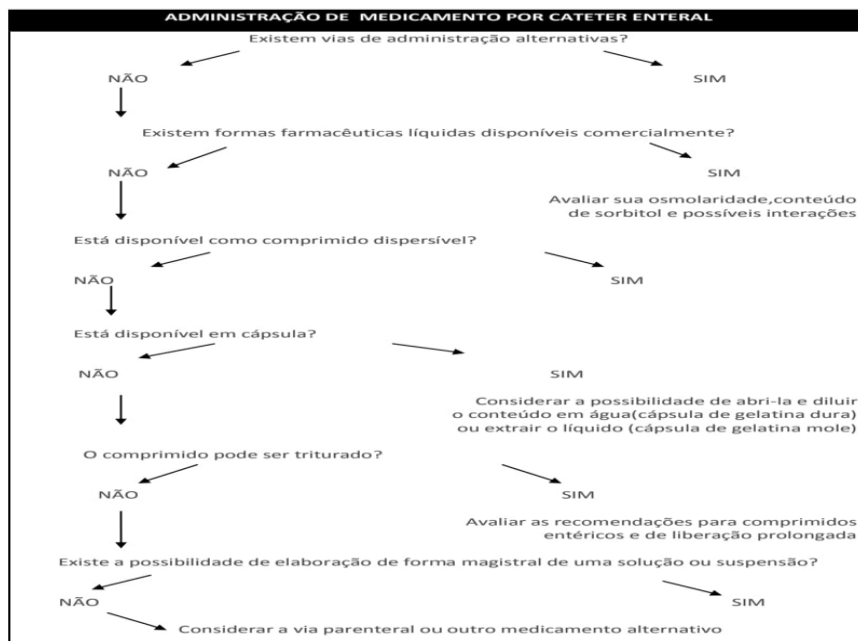 ADMINISTRAÇÃO DE MEDICAMENTO POR CATETER ENTERAL
Existem vias de administração alternativas?
NÃO
SIM
Existem formas farmacêuticas líquidas disponíveis comercialmente?
NÃO
SIM
Avaliar sua osmolaridade,conteúdo
de sorbitol e possíveis interações
Está disponível como comprimido dispersível?
NÃO
SIM
Está disponível em cápsula?
NÃO
SIM
Considerar a possibilidade de abri-la e diluir
o conteúdo em água(cápsula de gelatina dura)
ou extrair o líquido (cápsula de gelatina mole)
O comprimido pode ser triturado?
NÃO
SIM
Avaliar as recomendações para comprimidos
entéricos e de liberação prolongada
Existe a possibilidade de elaboração de forma magistral de uma solução ou suspensão?
NÃO
SIM
Considerar a via parenteral ou outro medicamento alternativo